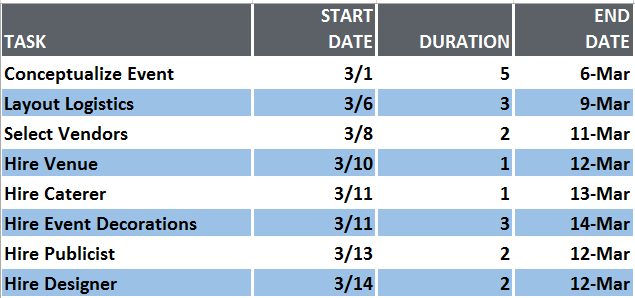 TASK START DATE DURATION END DATE
Conceptualize Event 3/1 5 6-Mar
Layout Logistics 3/6 3 9-Mar
Select Vendors 3/8 2 11-Mar
Hire Venue 3/10 1 12-Mar
Hire Caterer 3/11 1 13-Mar
Hire Event Decorations 3/11 3 14-Mar
Hire Publicist 3/13 2 12-Mar
Hire Designer 3/14 2 12-Mar